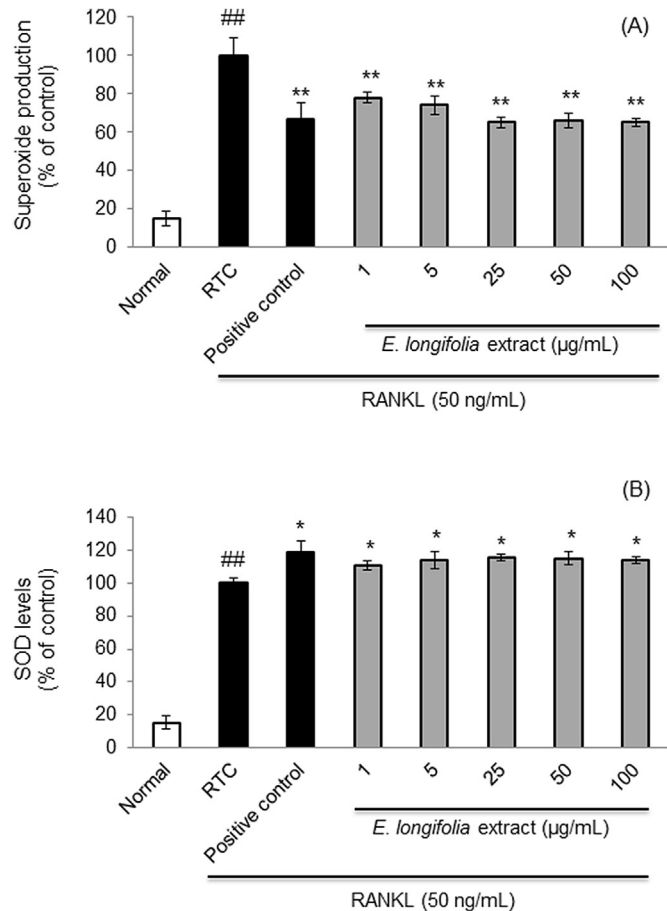 (A)
Superoxide production
(% of control)
120
100
80
60
40
20
0
##
**
**
**
**
**
**
Normal
RTC
Positive control
1
5
25
50
100
E. longifolia extract (µg/mL)
RANKL (50 ng/mL)
(B)
SOD levels
(% of control)
140
120
100
80
60
40
20
0
##
*
*
*
*
*
*
Normal
RTC
Positive control
1
5
25
50
100
E. longifolia extract (µg/mL)
RANKL (50 ng/mL)